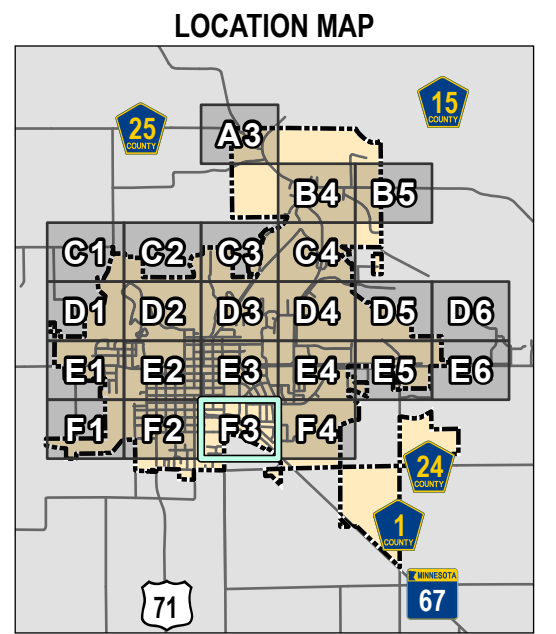 LOCATION MAP
25
COUNTY
15
COUNTY
A3
B4 B5
C1 C2 C3 C4
D1 D2 D3 D4 D5 D6
E1 E2 E3 E4 E5 E6
F1 F2 F3 F4
24
COUNTY
1
COUNTY
MINNESOTA
67
71